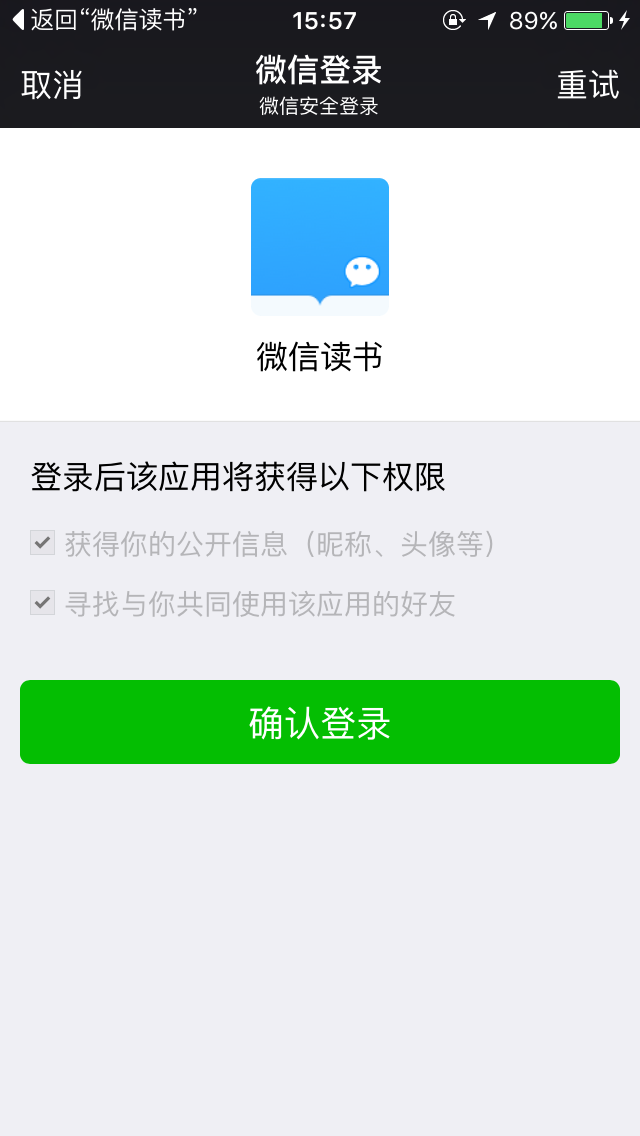 返回“微信读书” 15:57 89%
取消 微信登录 重试
微信安全登录
微信读书
登录后该应用将获得以下权限
获得你的公开信息（昵称、头像等）
寻找与你共同使用该应用的好友
确认登录